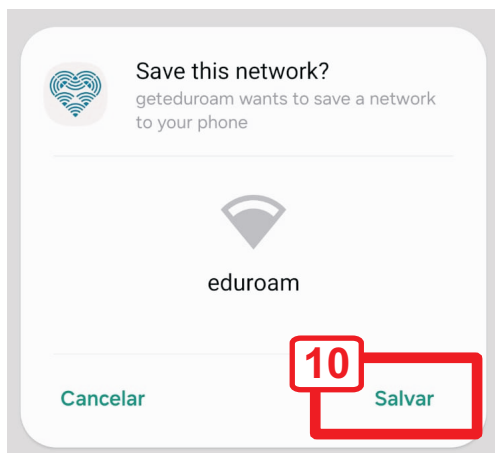 Save this network?
geteduroam wants to save a network
to your phone
eduroam
10
Cancelar
Salvar